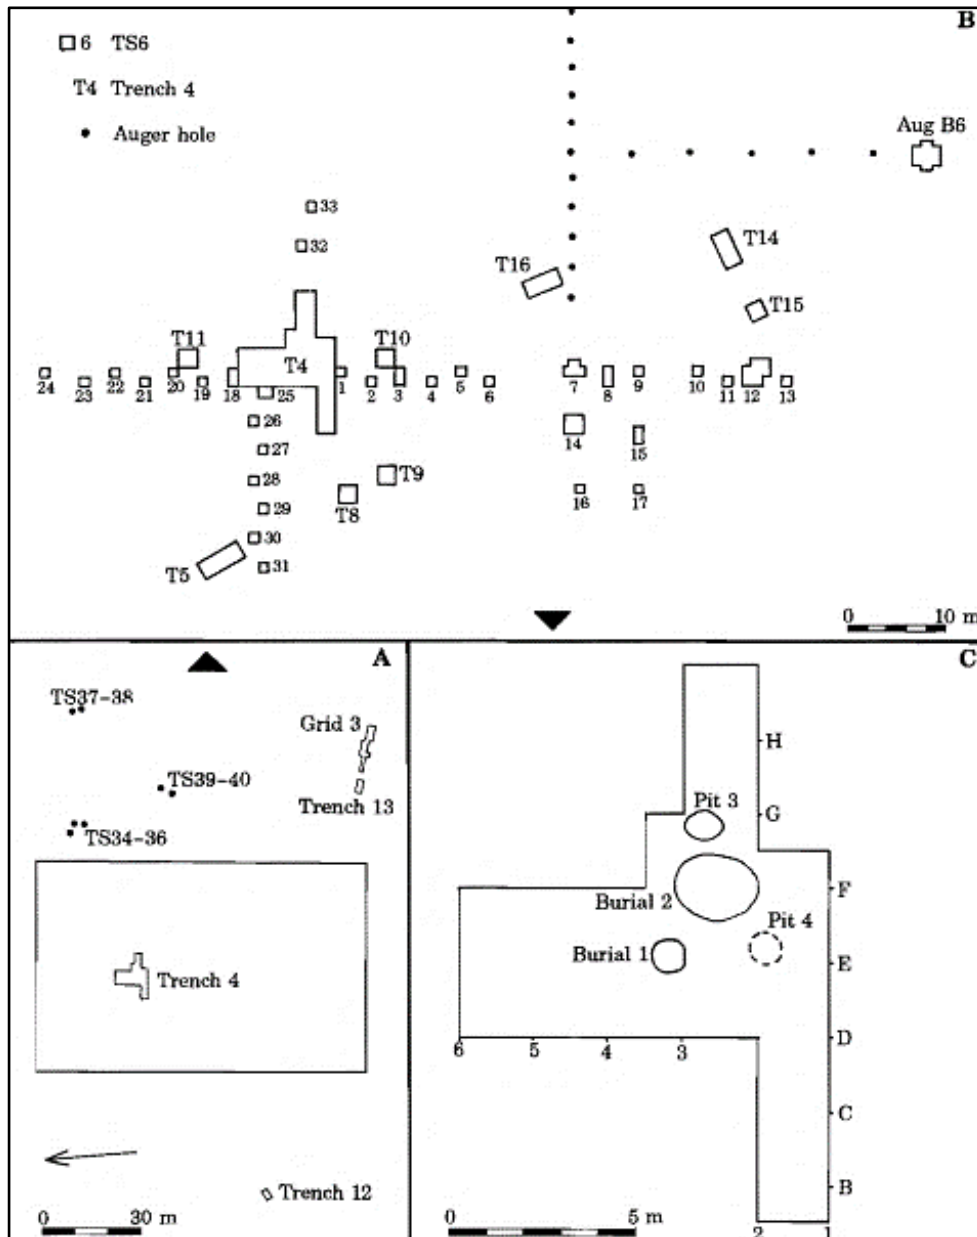 B
6 TS6
T4 Trench 4
Auger hole
Aug B6
33
32
T14
T16
T15
T11
T4
T10
24 23 22 21 20 19 18 25 1 2 3 4 5 6 7 8 9 10 11 12 13
26
14
15
27
28
T9
T8
16 17
29
30
T5
31
0 10 m
A
TS37-38
Grid 3
TS39-40
Trench 13
TS34-36
Trench 4
Trench 12
0 30 m
C
H
Pit 3
G
Burial 2
F
Pit 4
Burial 1
E
6 5 4 3
D
C
B
2 1
0 5 m